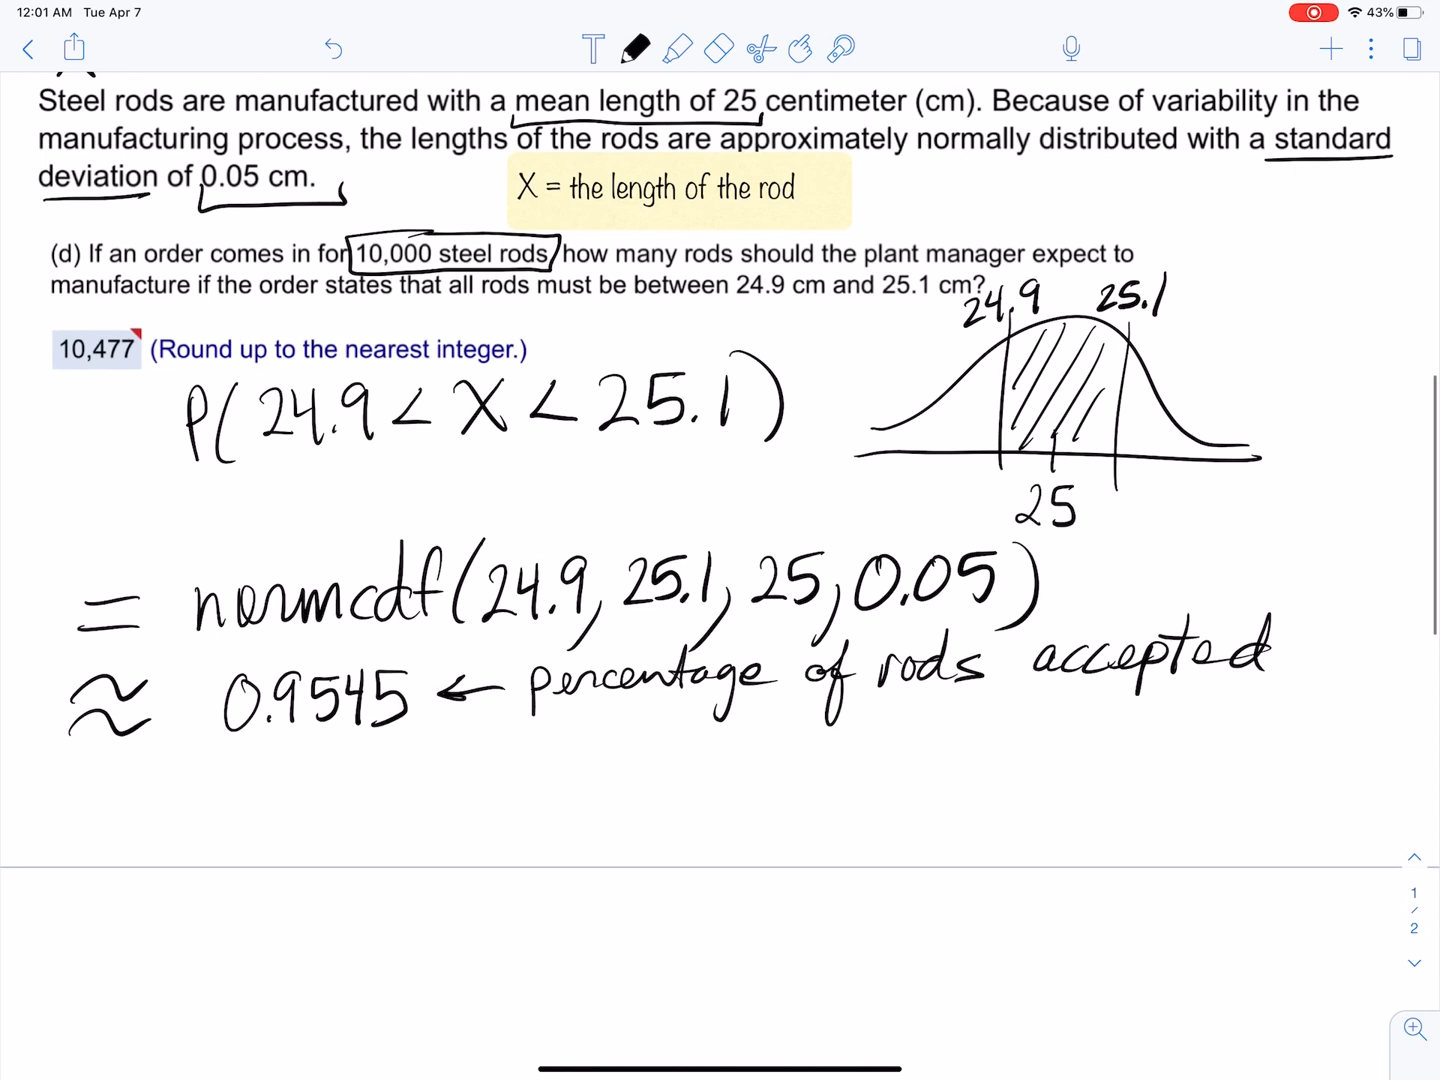 12:01 AM Tue Apr 7
43%
T
Steel rods are manufactured with a mean length of 25 centimeter (cm). Because of variability in the
manufacturing process, the lengths of the rods are approximately normally distributed with a standard
deviation of 0.05 cm.
X = the length of the rod
(d) If an order comes in for 10,000 steel rods, how many rods should the plant manager expect to
manufacture if the order states that all rods must be between 24.9 cm and 25.1 cm?
24.9 25.1
10,477 (Round up to the nearest integer.)
P(24.9 < X < 25.1)
25
= normcdf(24.9, 25.1, 25, 0.05)
≈ 0.9545 ← percentage of rods accepted
1
/
2